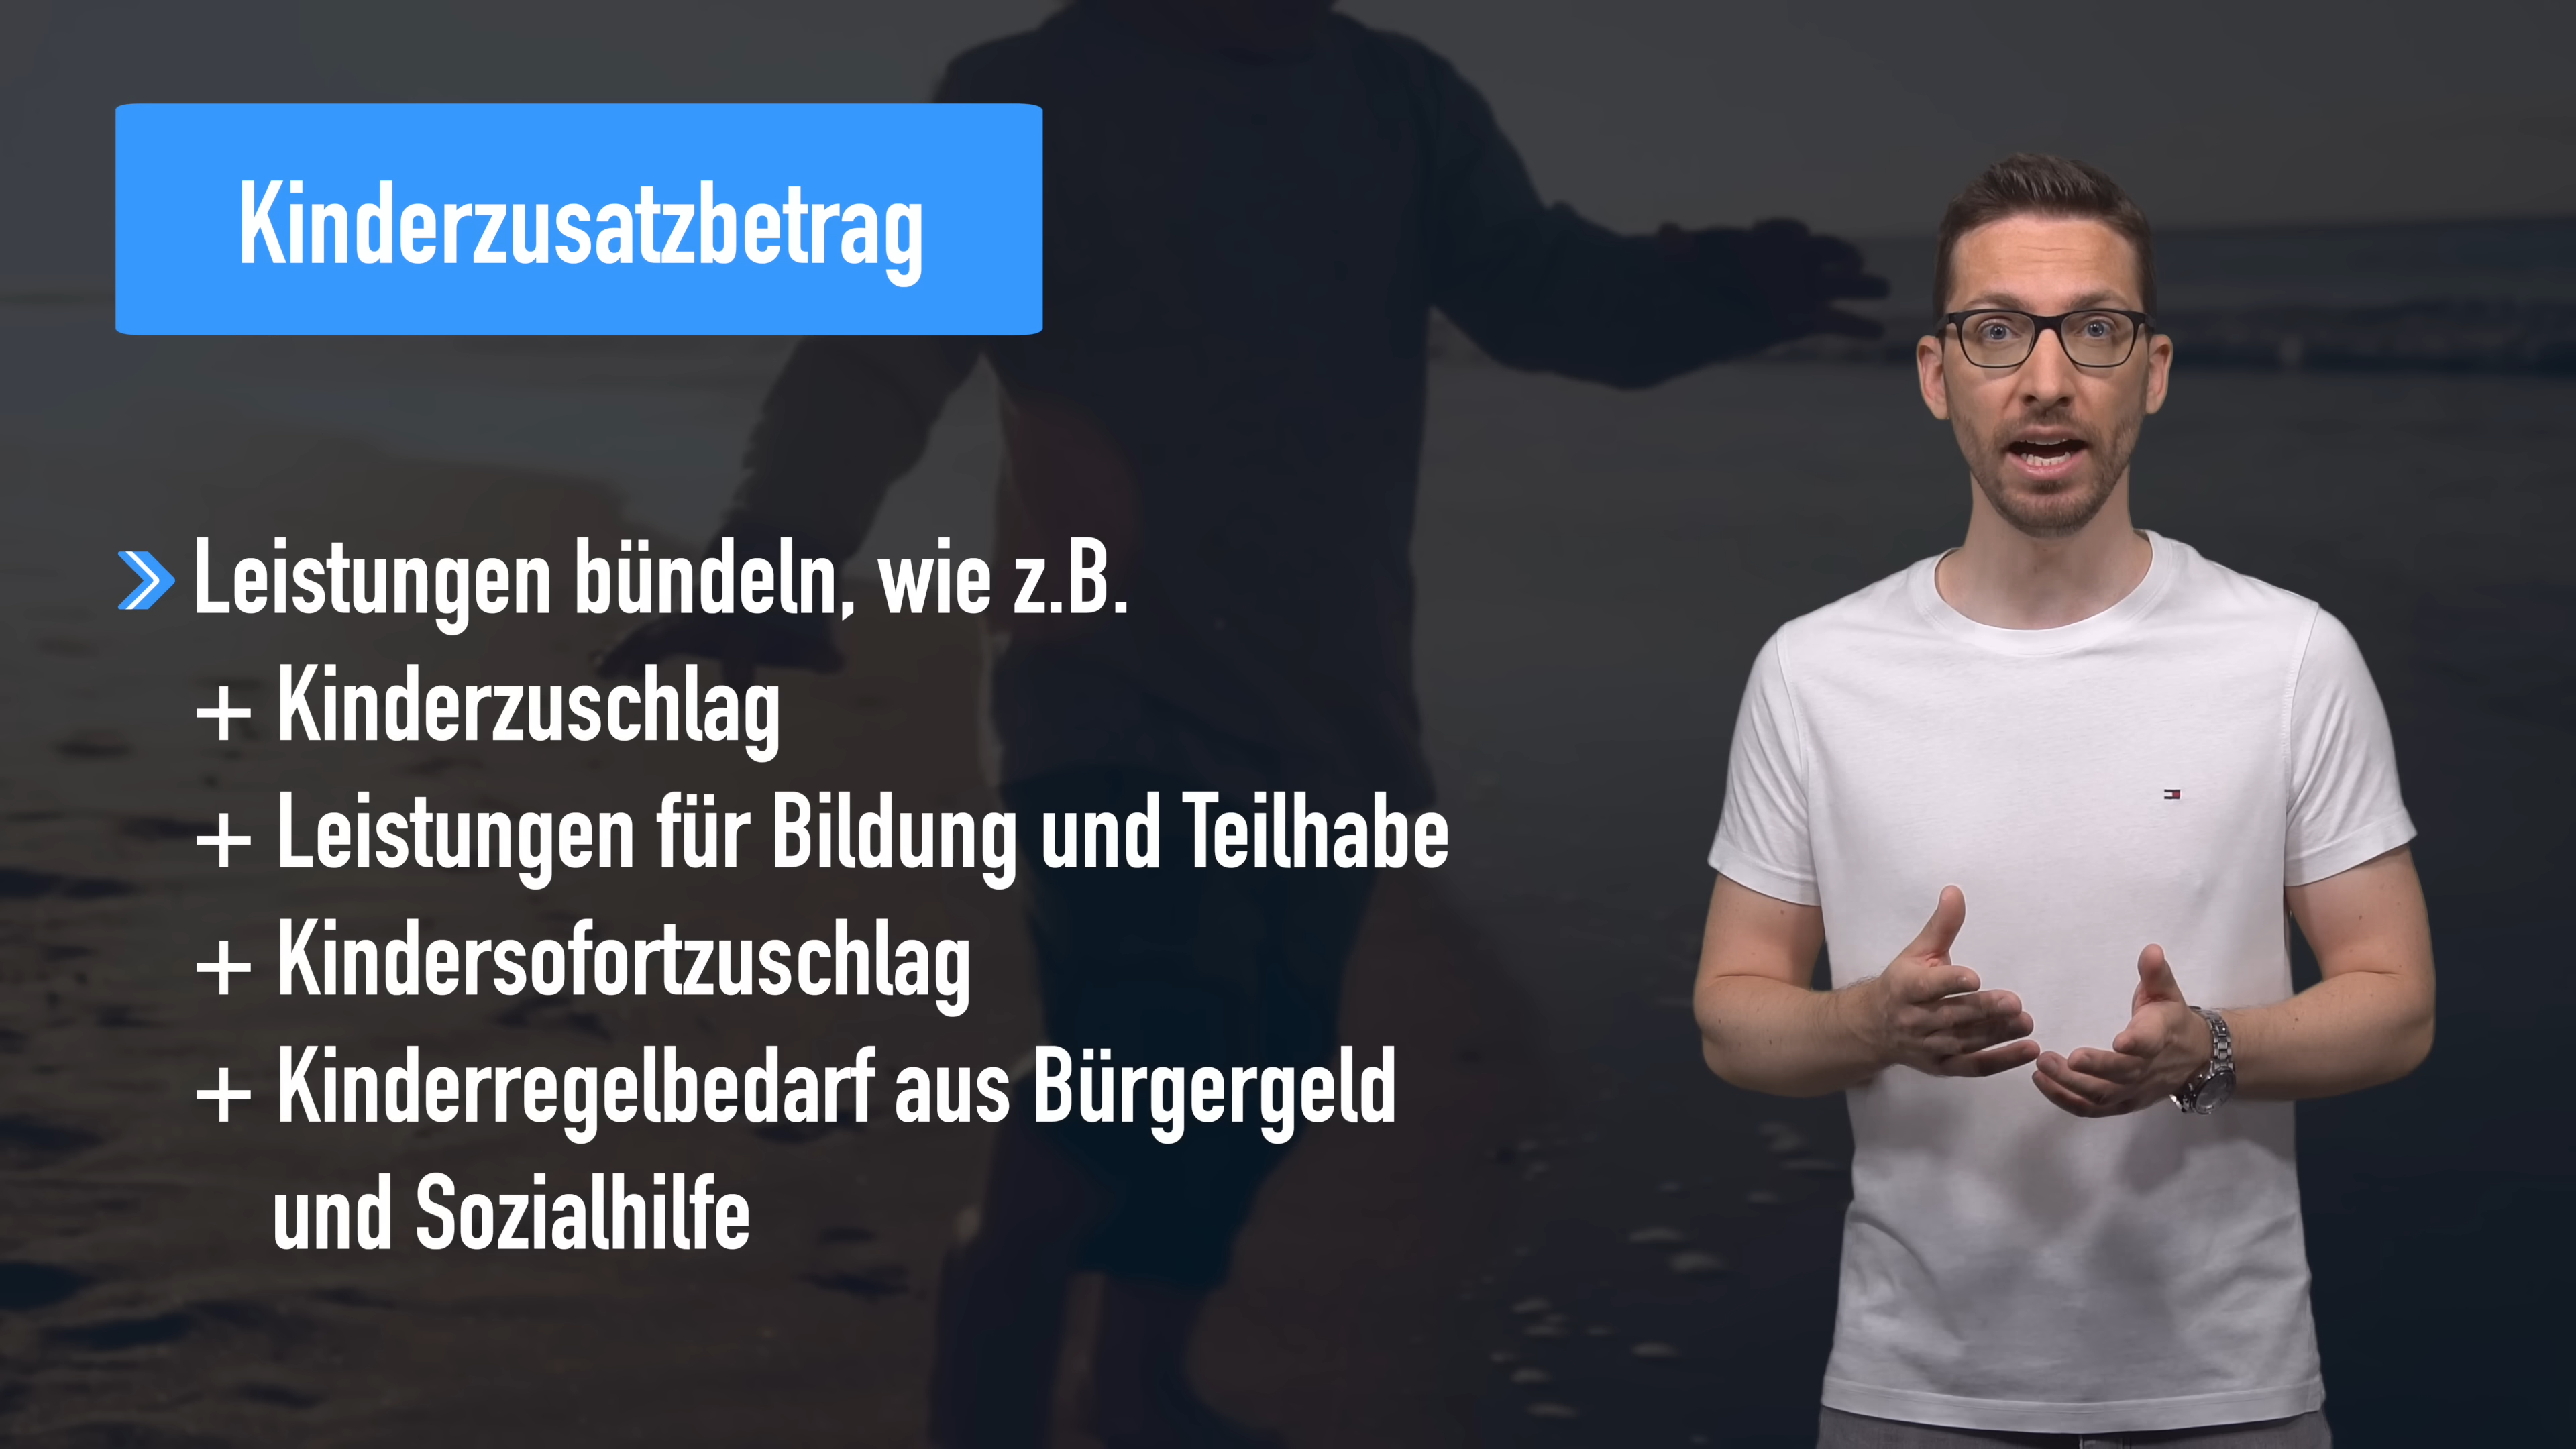 Kinderzusatzbetrag
Leistungen bündeln, wie z.B.
+ Kinderzuschlag
+ Leistungen für Bildung und Teilhabe
+ Kindersofortzuschlag
+ Kinderregelbedarf aus Bürgergeld
und Sozialhilfe